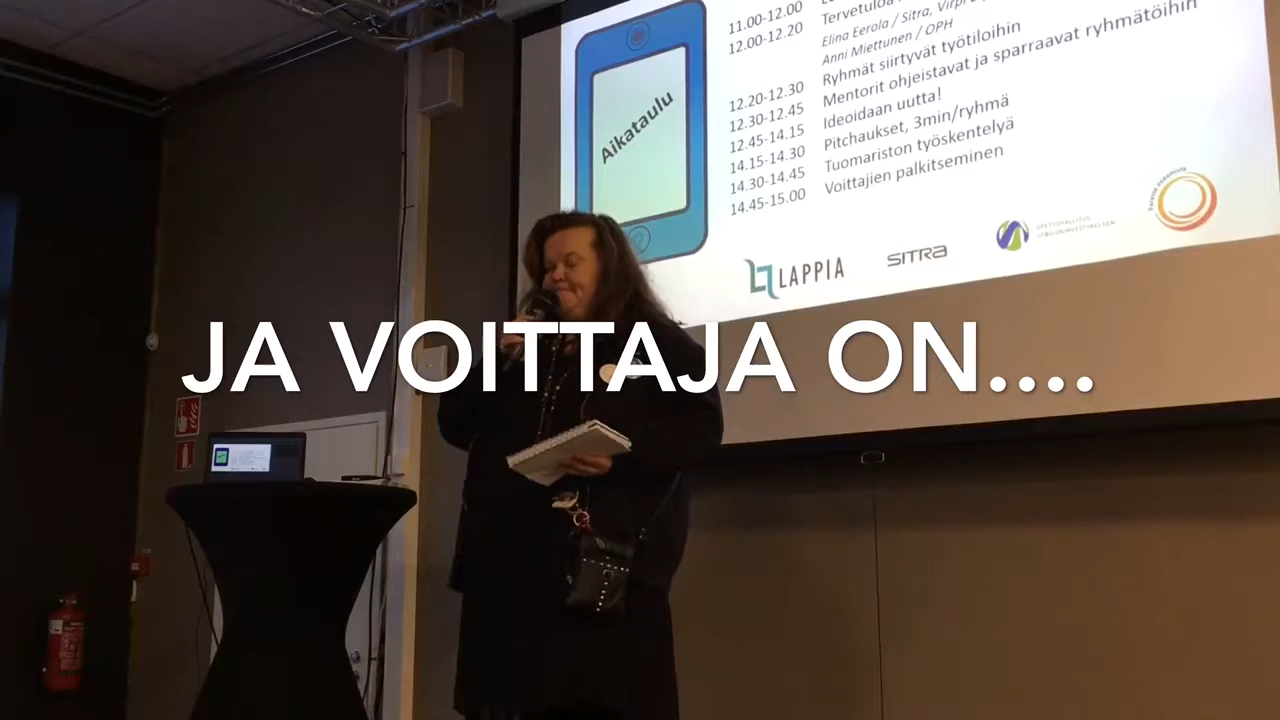 11.00-12.00
12.00-12.20 Tervetuloa
Elina Eerola / Sitra, Virpi
Anni Miettunen / OPH
Ryhmät siirtyvät työtiloihin
12.20-12.30 Mentorit ohjeistavat ja sparraavat ryhmätöihin
12.30-12.45 Ideoidaan uutta!
12.45-14.15 Pitchaukset, 3min/ryhmä
14.15-14.30 Tuomariston työskentelyä
14.30-14.45 Voittajien palkitseminen
14.45-15.00
Aikataulu
LAPPIA
SITRA
OPETUSHALLITUS
UTBILDNINGSSTYRELSEN
JA VOITTAJA ON....